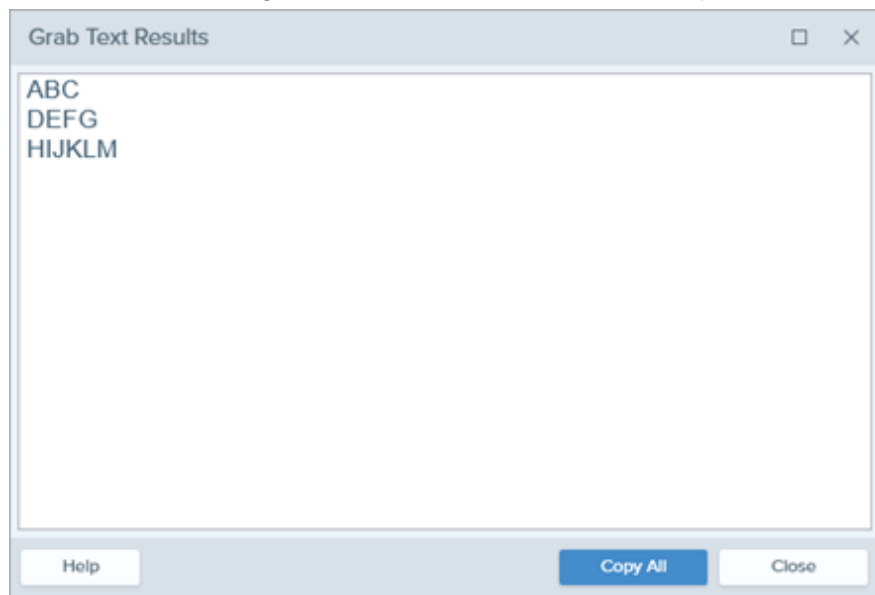 Grab Text Results
ABC
DEFG
HIJKLM
Help
Copy All
Close